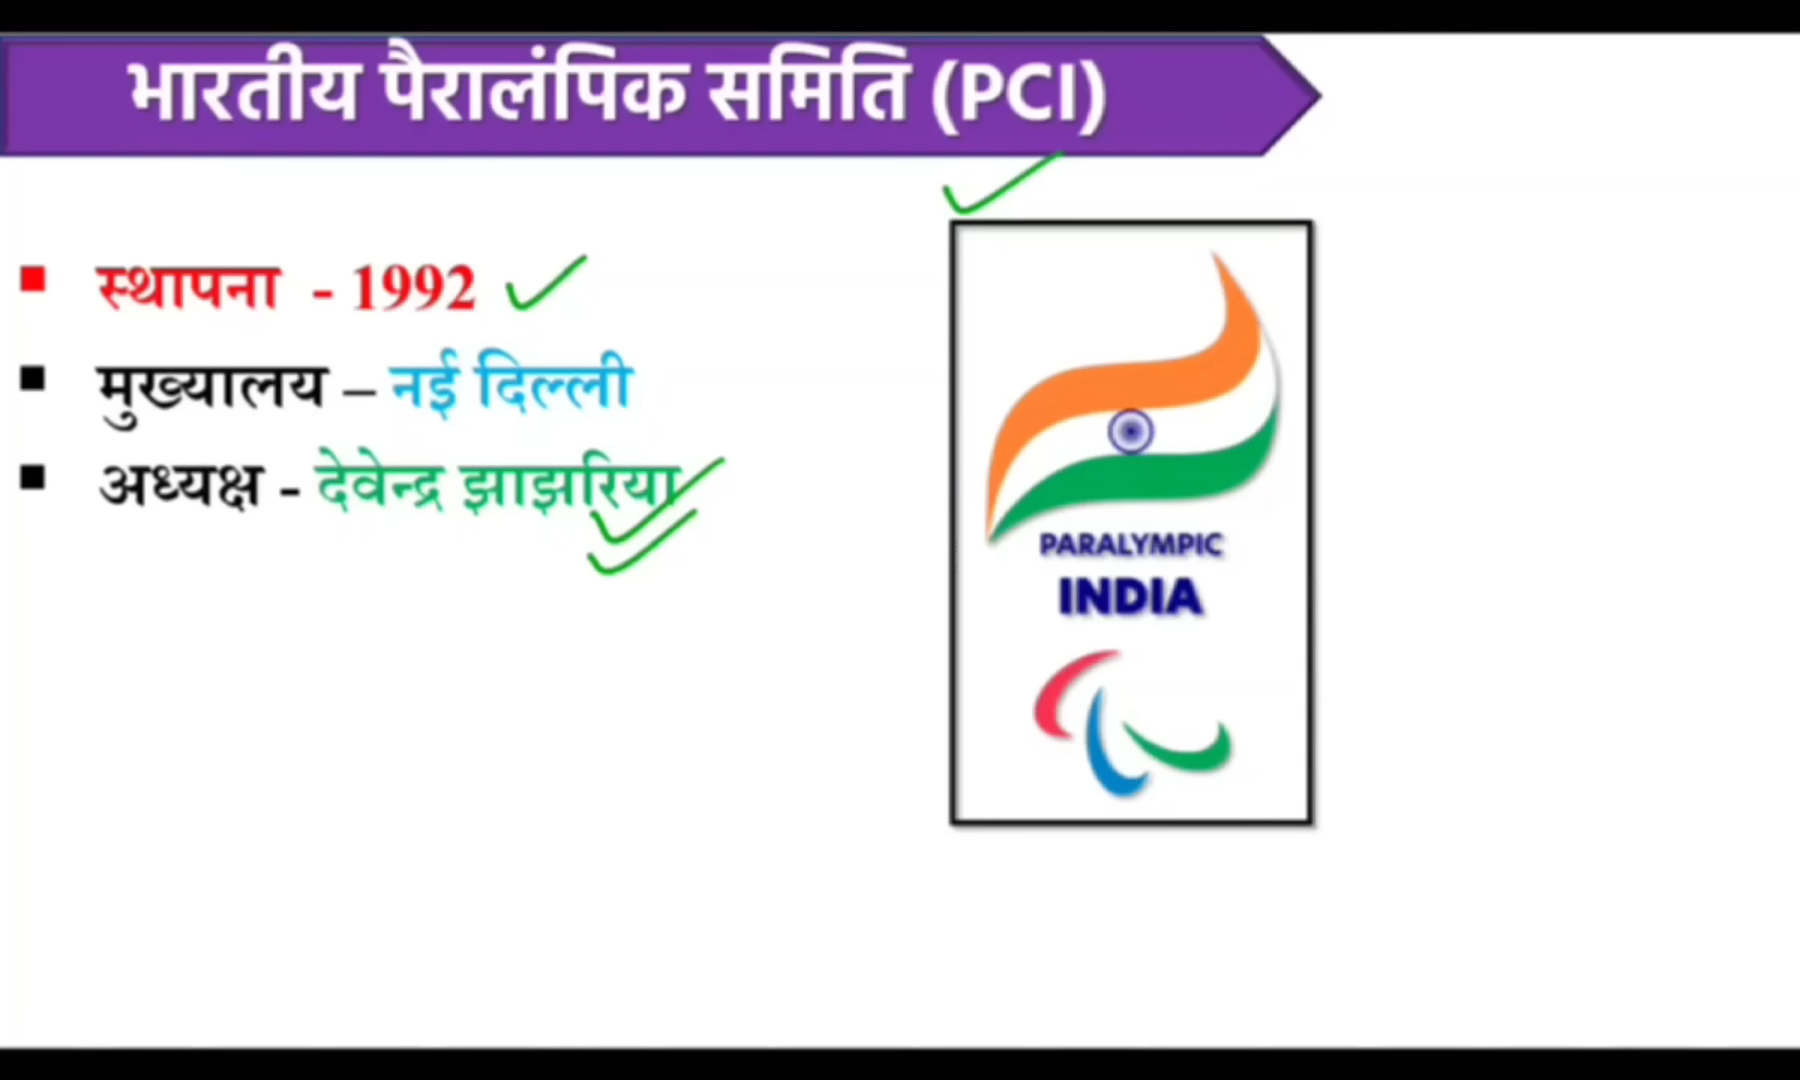 भारतीय पैरालंपिक समिति (PCI)
स्थापना - 1992
मुख्यालय – नई दिल्ली
अध्यक्ष - देवेन्द्र झाझरिया
PARALYMPIC
INDIA